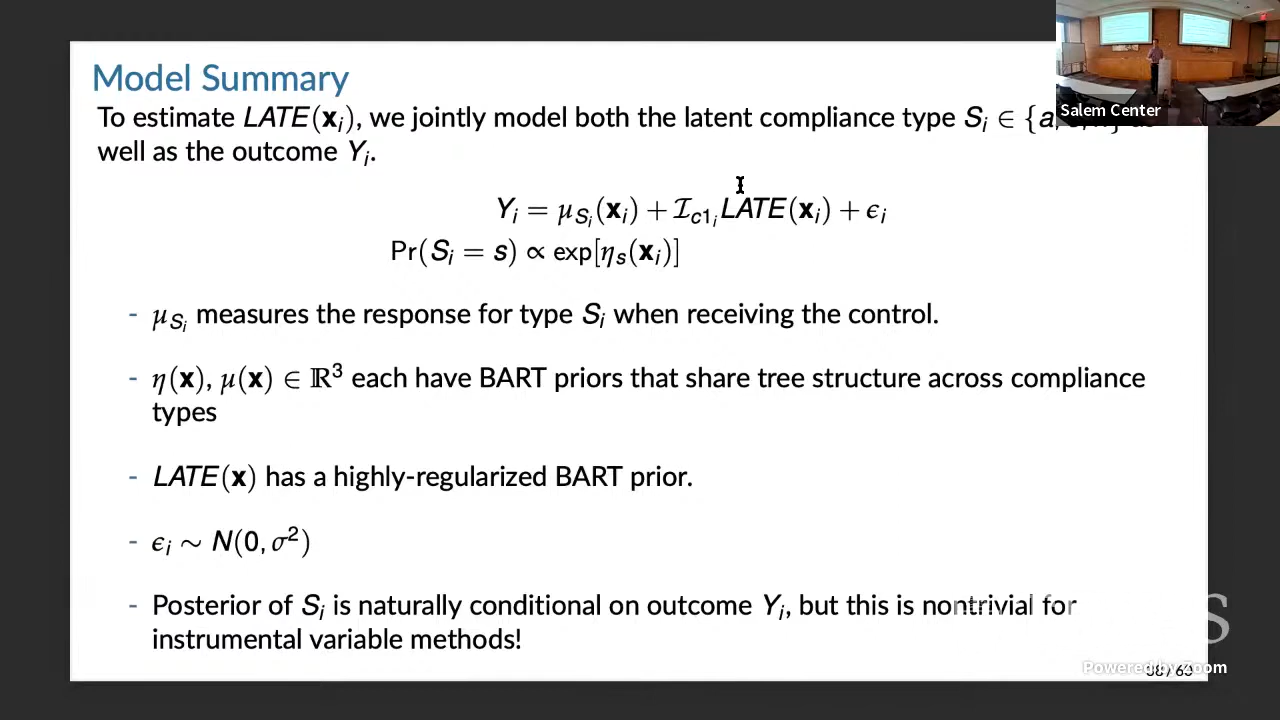 Model Summary
To estimate LATE(𝐱ᵢ), we jointly model both the latent compliance type Sᵢ ∈ {a,
well as the outcome Yᵢ.
Yᵢ = μ_{Sᵢ}(𝐱ᵢ) + ℐ_{c1ᵢ}LATE(𝐱ᵢ) + ϵᵢ
Pr(Sᵢ = s) ∝ exp[ηₛ(𝐱ᵢ)]
- μ_{Sᵢ} measures the response for type Sᵢ when receiving the control.
- η(𝐱), μ(𝐱) ∈ ℝ³ each have BART priors that share tree structure across compliance
types
- LATE(𝐱) has a highly-regularized BART prior.
- ϵᵢ ∼ N(0, σ²)
- Posterior of Sᵢ is naturally conditional on outcome Yᵢ, but this is nontrivial for
instrumental variable methods!
Salem Center
Powered by Zoom